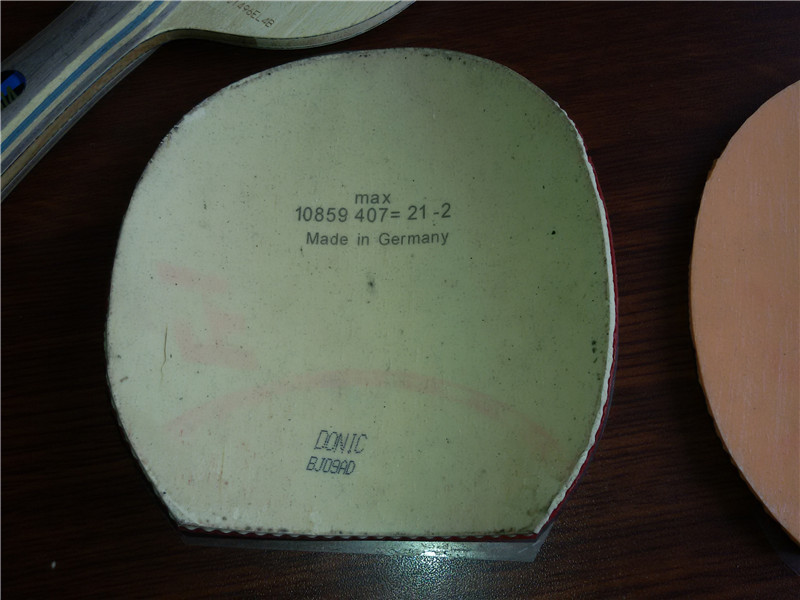 max
10859 407= 21 -2
Made in Germany
DONIC
BJ09AD